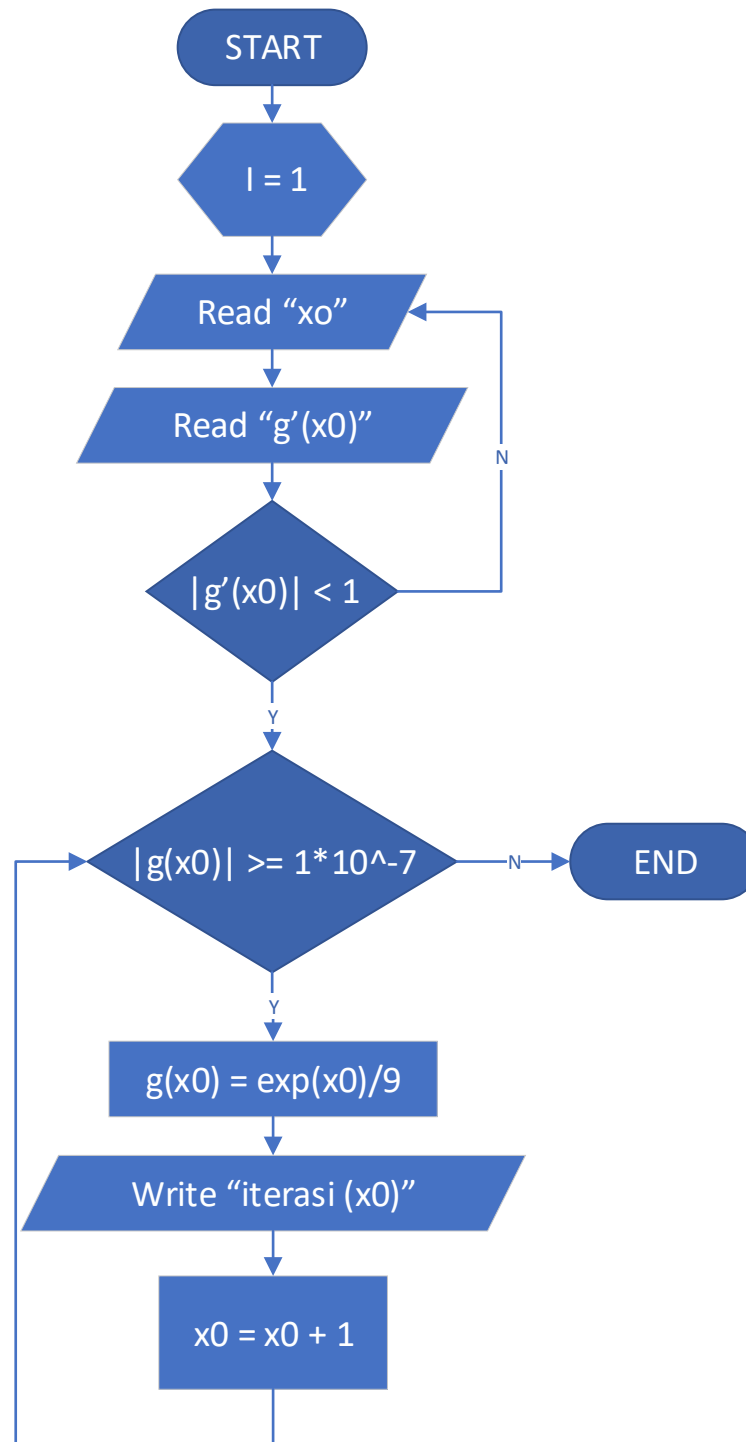 START
I = 1
Read “xo”
Read “g’(x0)”
N
|g’(x0)| < 1
Y
|g(x0)| >= 1*10^-7
N
END
Y
g(x0) = exp(x0)/9
Write “iterasi (x0)”
x0 = x0 + 1